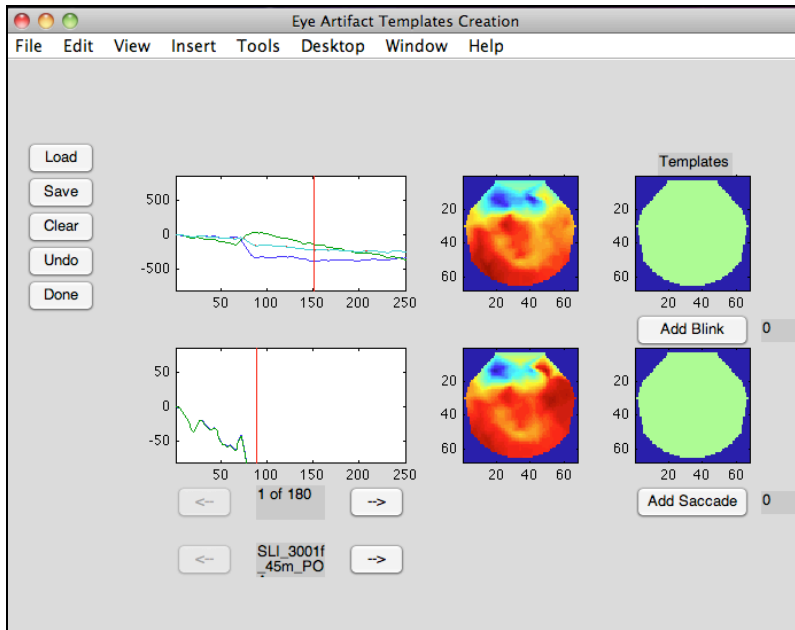 Eye Artifact Templates Creation
File Edit View Insert Tools Desktop Window Help
Load
Save
Clear
Undo
Done
500
0
-500
50 100 150 200 250
20
40
60
20 40 60
Templates
20
40
60
20 40 60
Add Blink 0
50
0
-50
50 100 150 200 250
20
40
60
20 40 60
20
40
60
20 40 60
Add Saccade 0
<-- 1 of 180 -->
<-- SLI_3001f -->
_45m_PO